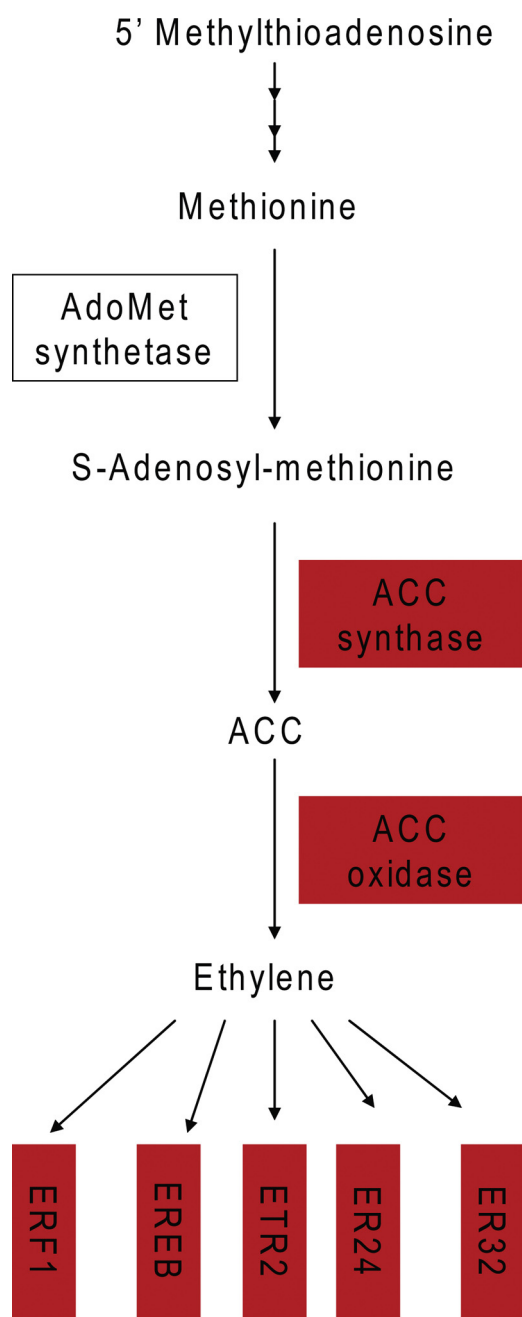 5' Methylthioadenosine
Methionine
AdoMet
synthetase
S-Adenosyl-methionine
ACC
synthase
ACC
ACC
oxidase
Ethylene
ERF1
EREB
ETR2
ER24
ER32